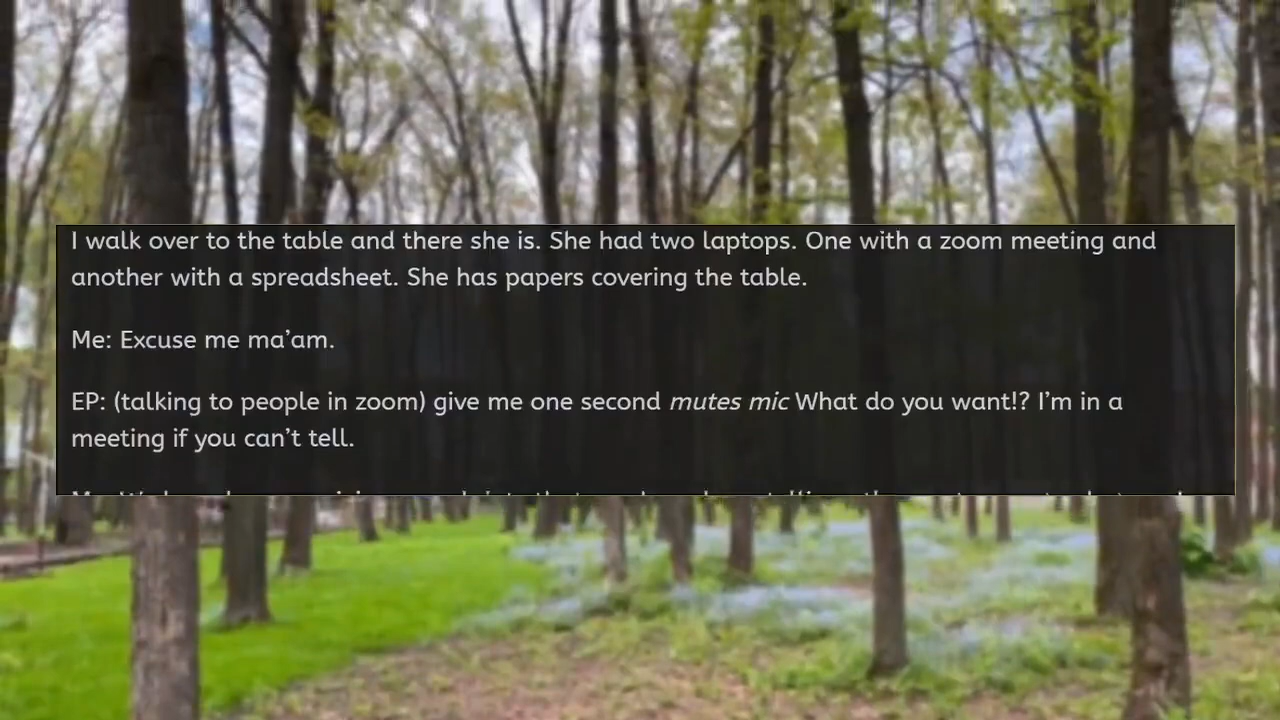 I walk over to the table and there she is. She had two laptops. One with a zoom meeting and
another with a spreadsheet. She has papers covering the table.
Me: Excuse me ma’am.
EP: (talking to people in zoom) give me one second mutes mic What do you want!? I’m in a
meeting if you can’t tell.